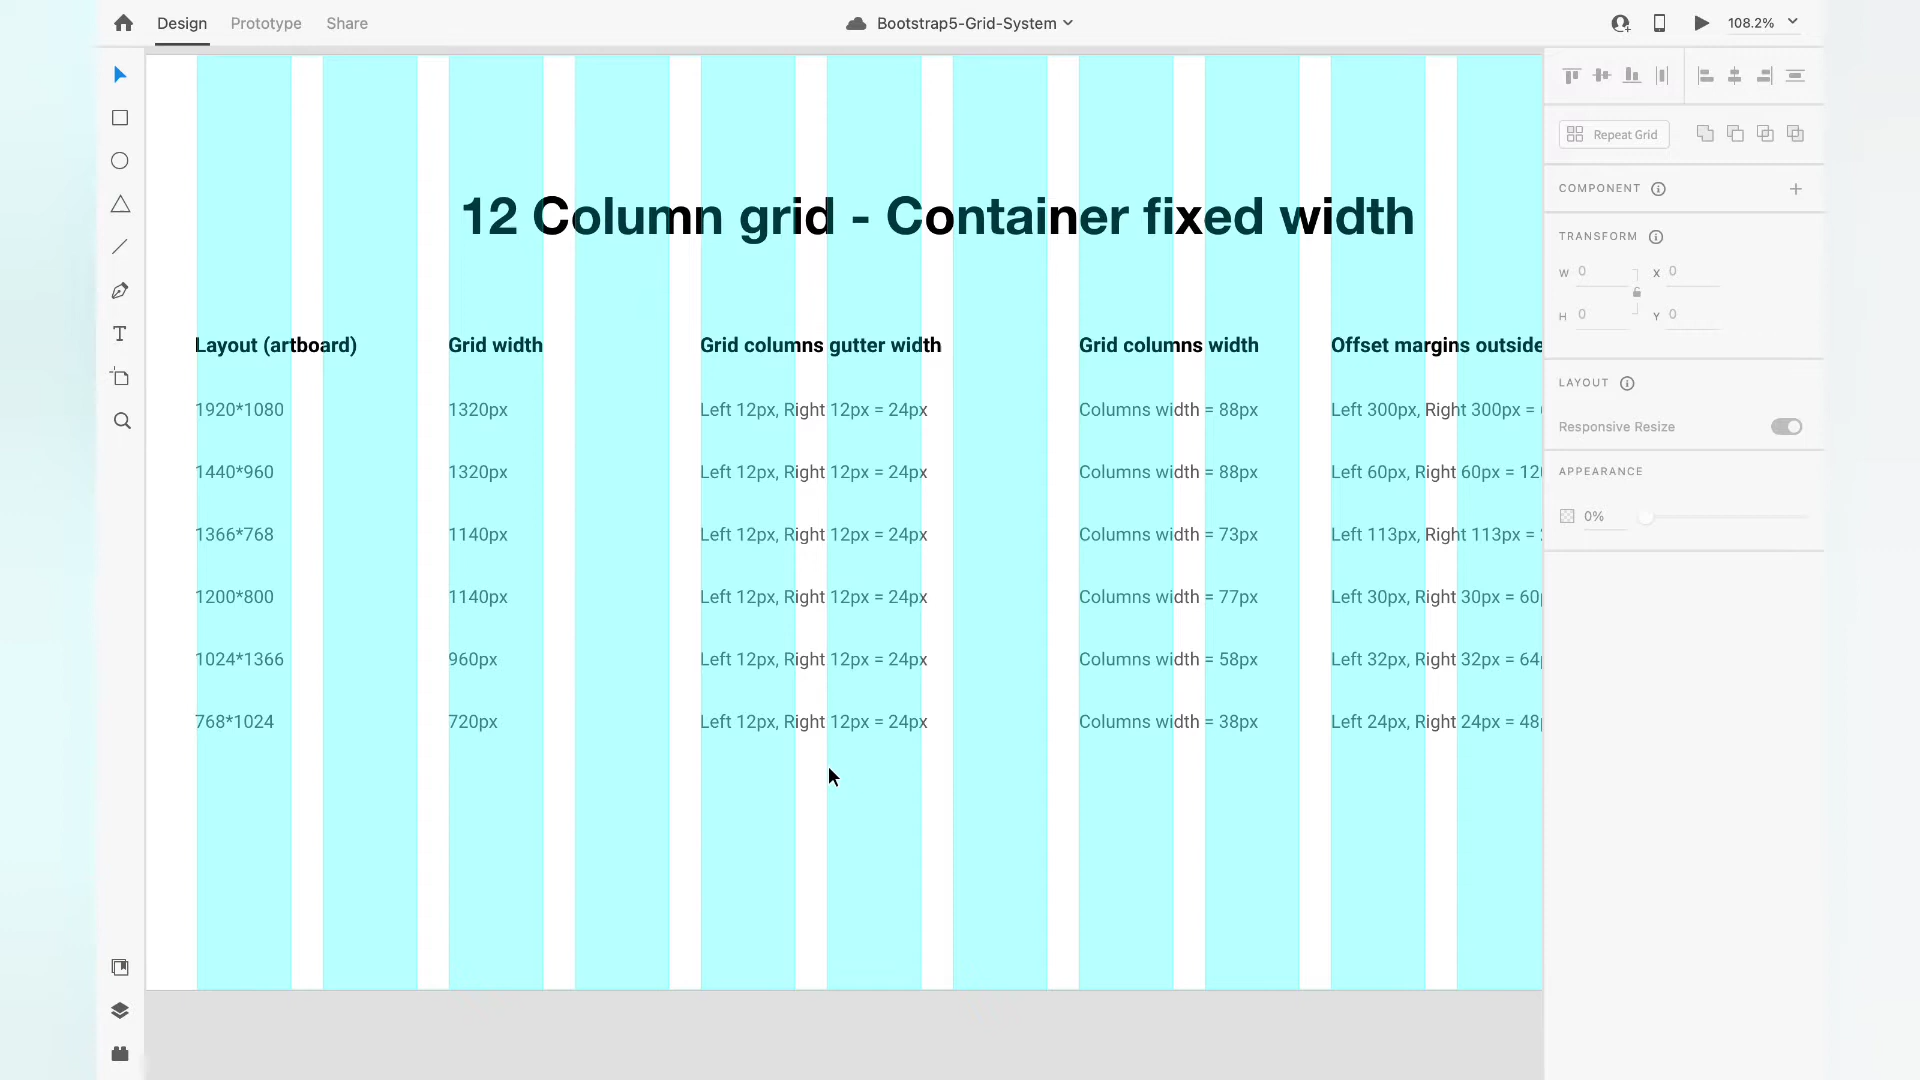 Design Prototype Share
Bootstrap5-Grid-System
108.2%
12 Column grid - Container fixed width
Layout (artboard) Grid width Grid columns gutter width Grid columns width Offset margins outside
1920*1080 1320px Left 12px, Right 12px = 24px Columns width = 88px Left 300px, Right 300px =
1440*960 1320px Left 12px, Right 12px = 24px Columns width = 88px Left 60px, Right 60px = 12
1366*768 1140px Left 12px, Right 12px = 24px Columns width = 73px Left 113px, Right 113px =
1200*800 1140px Left 12px, Right 12px = 24px Columns width = 77px Left 30px, Right 30px = 60p
1024*1366 960px Left 12px, Right 12px = 24px Columns width = 58px Left 32px, Right 32px = 64
768*1024 720px Left 12px, Right 12px = 24px Columns width = 38px Left 24px, Right 24px = 48
Repeat Grid
COMPONENT
TRANSFORM
W 0 X 0
H 0 Y 0
LAYOUT
Responsive Resize
APPEARANCE
0%